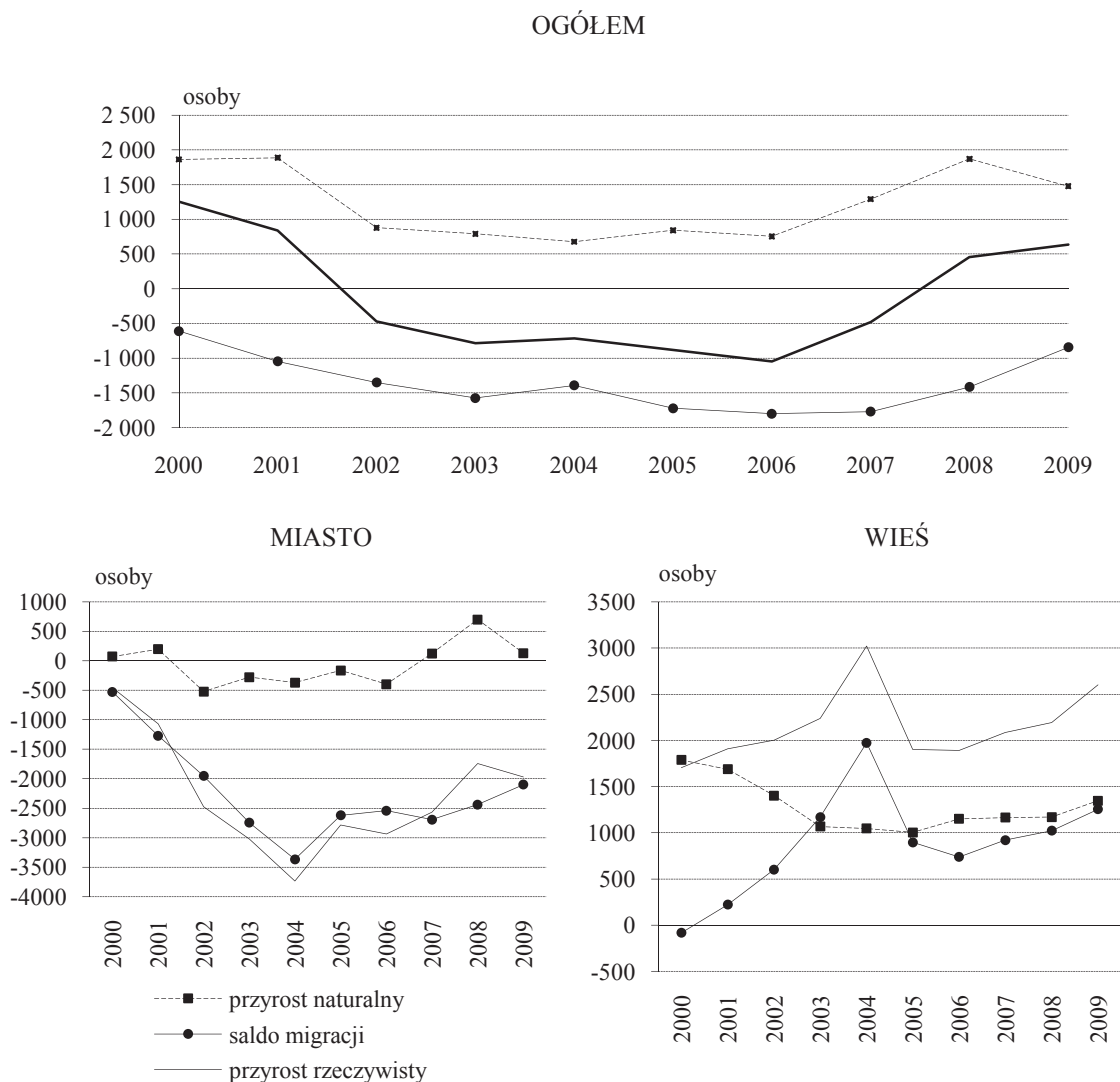 OGÓŁEM
osoby
2 500
2 000
1 500
1 000
500
0
-500
-1 000
-1 500
-2 000
2000 2001 2002 2003 2004 2005 2006 2007 2008 2009
MIASTO
osoby
1000
500
0
-500
-1000
-1500
-2000
-2500
-3000
-3500
-4000
2000 2001 2002 2003 2004 2005 2006 2007 2008 2009
przyrost naturalny
saldo migracji
przyrost rzeczywisty
WIEŚ
osoby
3500
3000
2500
2000
1500
1000
500
0
-500
2000 2001 2002 2003 2004 2005 2006 2007 2008 2009